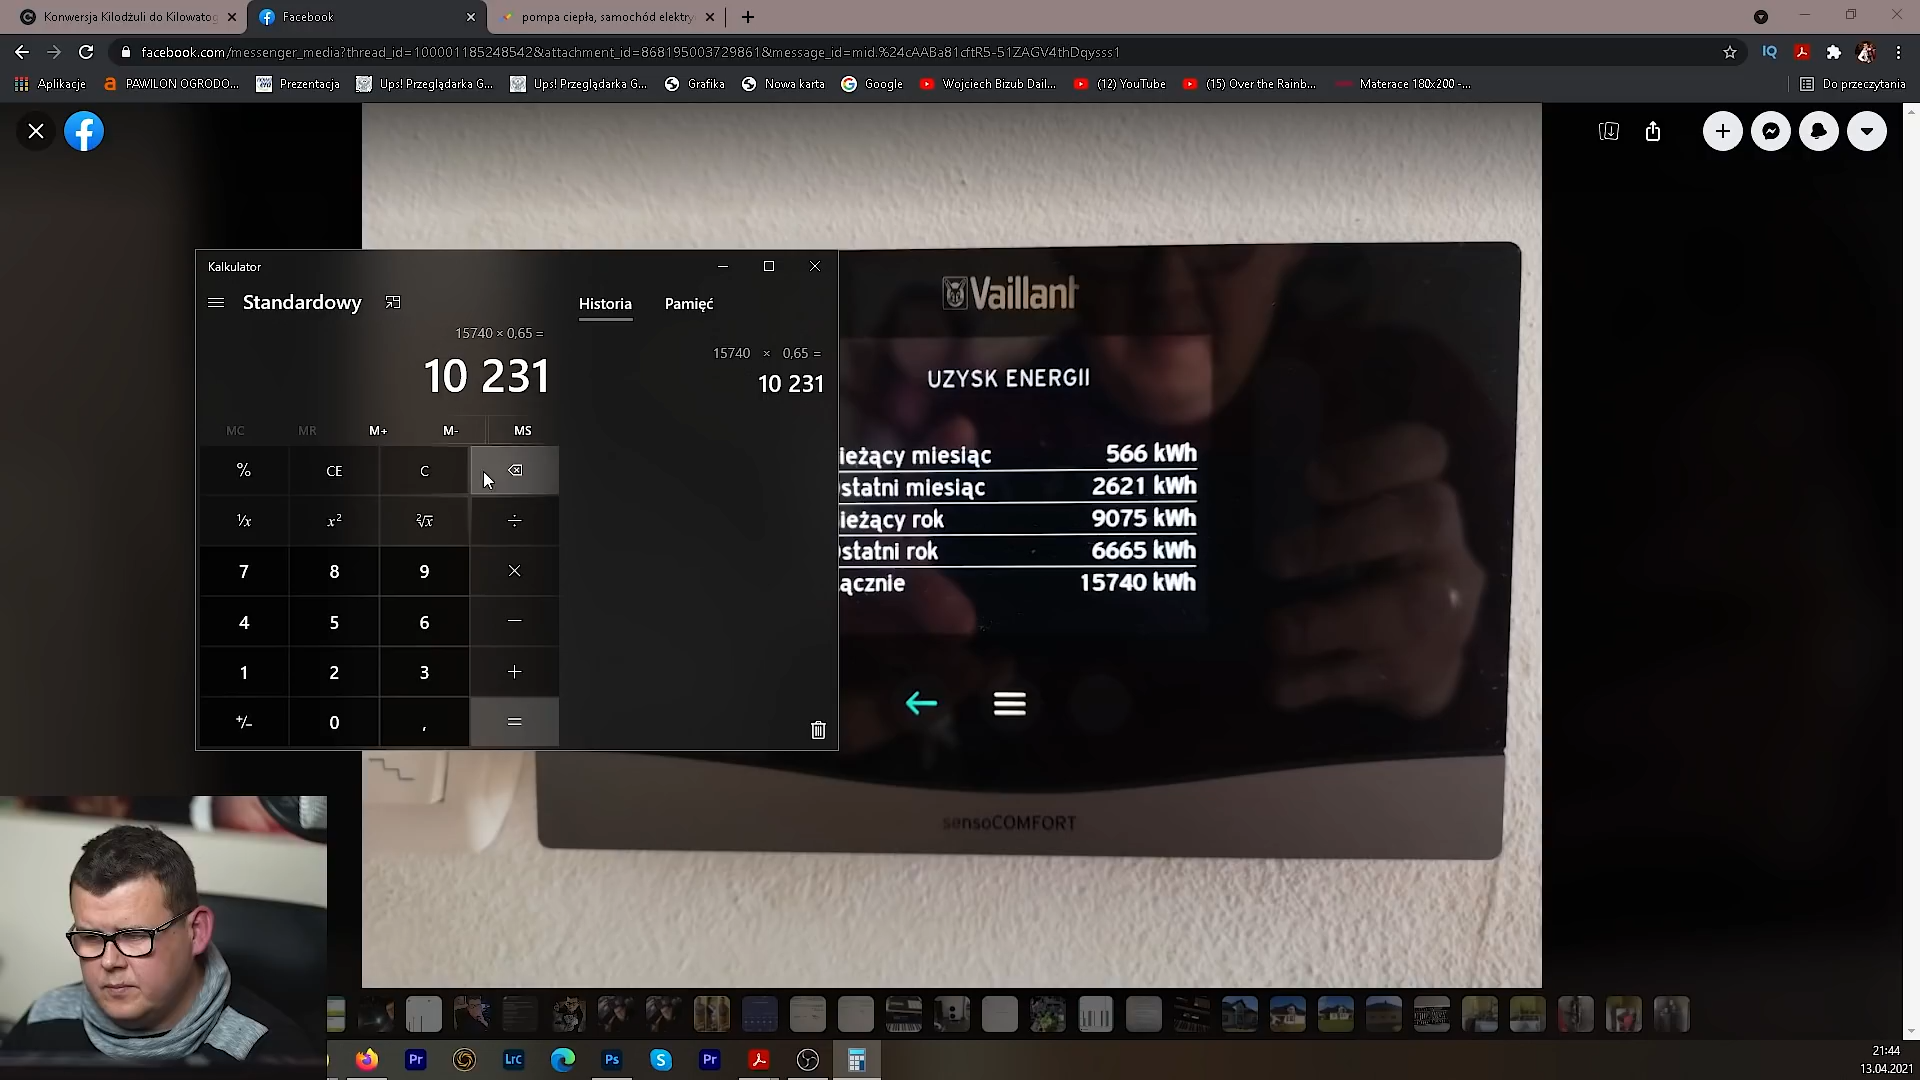 Konwersja Kilodżuli do Kilowatog
Facebook
pompa ciepła, samochód elektry
facebook.com/messenger_media?thread_id=100001185248542&attachment_id=868195003729861&message_id=mid.%24cAABa81cftR5-51ZAGV4thDqysss1
IQ
Aplikacje
PAWILON OGRODO...
Prezentacja
Ups! Przeglądarka G...
Ups! Przeglądarka G...
Grafika
Nowa karta
Google
Wojciech Bizub Dail...
(12) YouTube
(15) Over the Rainb...
Materace 180x200 -...
Do przeczytania
Kalkulator
Standardowy
Historia
Pamięć
15740 × 0,65 =
10 231
15740 × 0,65 =
10 231
MC MR M+ M- MS
% CE C
1/x x² ²√x ÷
7 8 9 ×
4 5 6 −
1 2 3 +
+/- 0 , =
Vaillant
UZYSK ENERGII
ieżący miesiąc 566 kWh
statni miesiąc 2621 kWh
ieżący rok 9075 kWh
statni rok 6665 kWh
ącznie 15740 kWh
sensoCOMFORT
Pr
LrC
Ps
S
Pr
21:44
13.04.2021